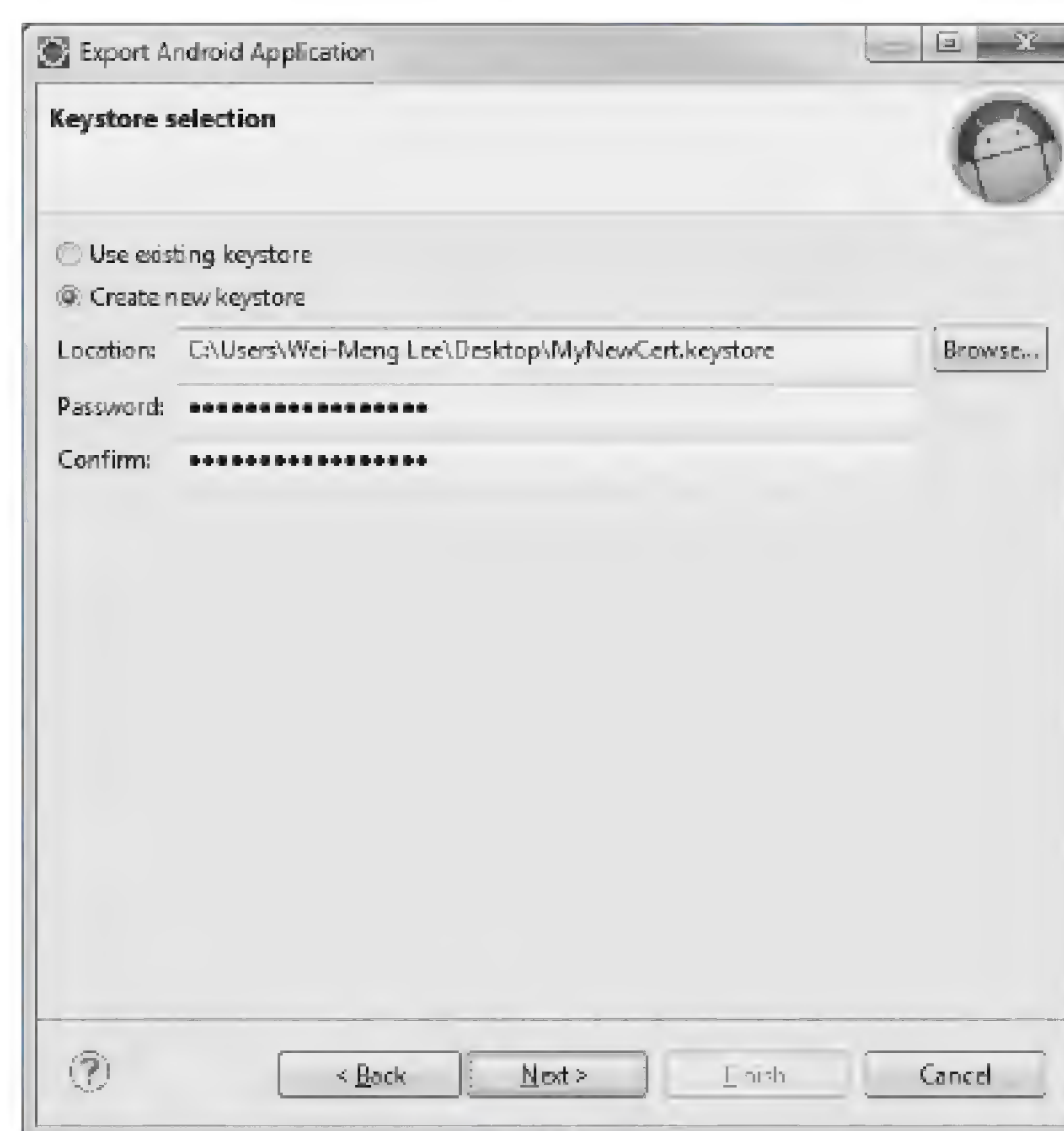 Export Android Application
Keystore selection
Use existing keystore
Create new keystore
Location: C:\Users\Wei-Meng Lee\Desktop\MyNewCert.keystore Browse...
Password: •••••••••••••••••
Confirm: •••••••••••••••••
? < Back Next > Finish Cancel